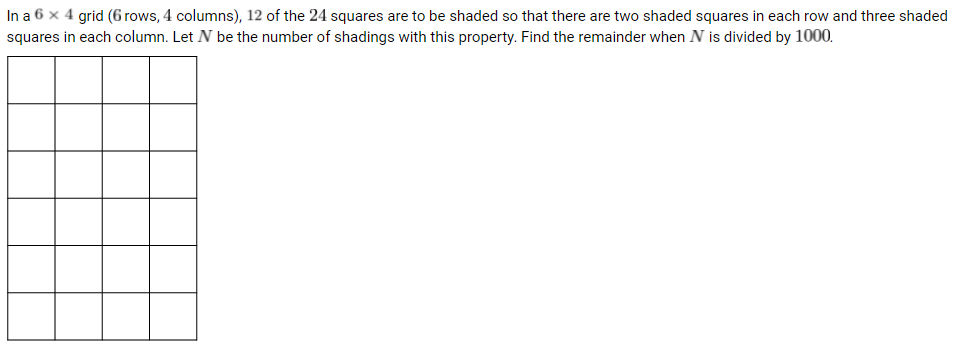 In a 6 × 4 grid (6 rows, 4 columns), 12 of the 24 squares are to be shaded so that there are two shaded squares in each row and three shaded
squares in each column. Let N be the number of shadings with this property. Find the remainder when N is divided by 1000.